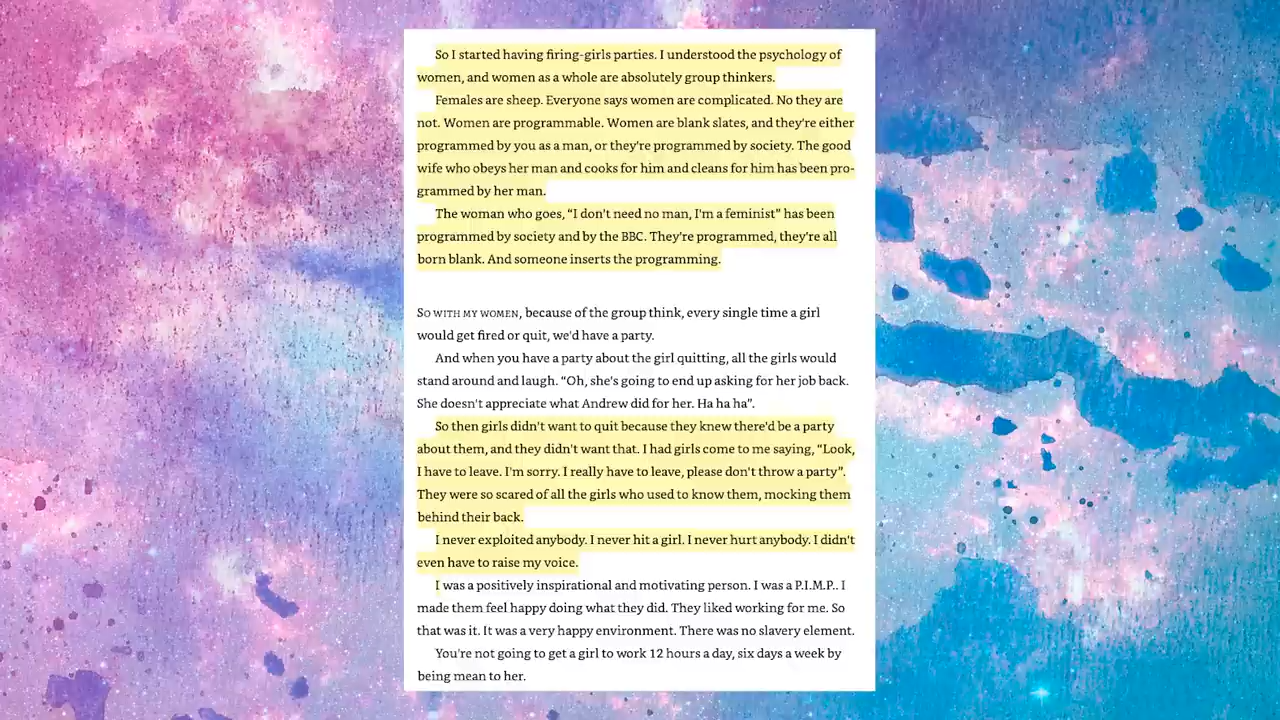 So I started having firing-girls parties. I understood the psychology of
women, and women as a whole are absolutely group thinkers.
Females are sheep. Everyone says women are complicated. No they are
not. Women are programmable. Women are blank slates, and they're either
programmed by you as a man, or they're programmed by society. The good
wife who obeys her man and cooks for him and cleans for him has been pro-
grammed by her man.
The woman who goes, “I don't need no man, I'm a feminist” has been
programmed by society and by the BBC. They're programmed, they're all
born blank. And someone inserts the programming.
So with my women, because of the group think, every single time a girl
would get fired or quit, we'd have a party.
And when you have a party about the girl quitting, all the girls would
stand around and laugh. “Oh, she's going to end up asking for her job back.
She doesn't appreciate what Andrew did for her. Ha ha ha”.
So then girls didn't want to quit because they knew there'd be a party
about them, and they didn't want that. I had girls come to me saying, “Look,
I have to leave. I'm sorry. I really have to leave, please don't throw a party”.
They were so scared of all the girls who used to know them, mocking them
behind their back.
I never exploited anybody. I never hit a girl. I never hurt anybody. I didn't
even have to raise my voice.
I was a positively inspirational and motivating person. I was a P.I.M.P.. I
made them feel happy doing what they did. They liked working for me. So
that was it. It was a very happy environment. There was no slavery element.
You're not going to get a girl to work 12 hours a day, six days a week by
being mean to her.